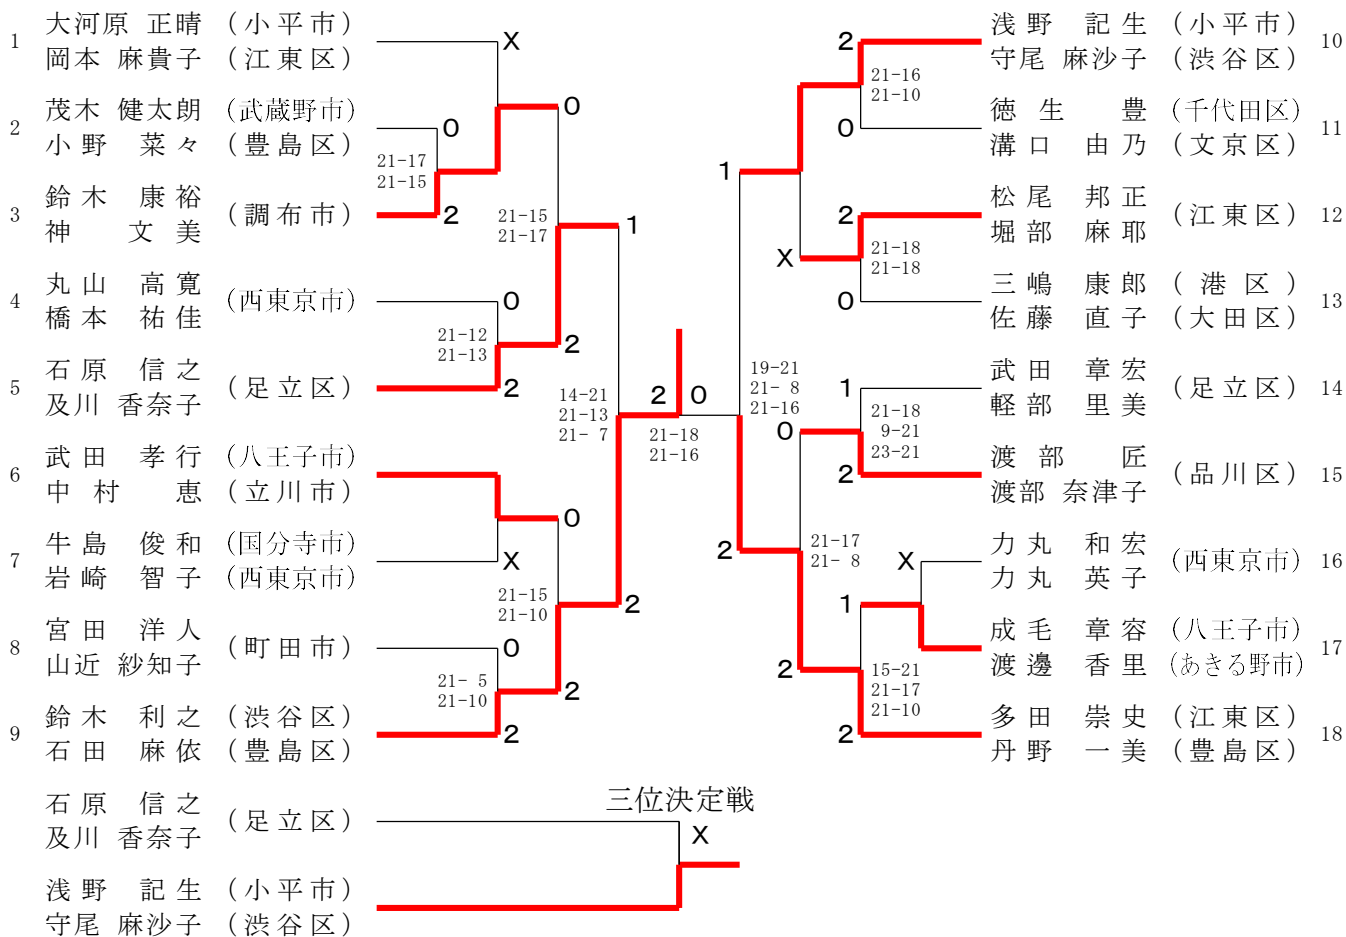 1 大河原 正晴 (小平市)
岡本 麻貴子 (江東区)
2 茂木 健太朗 (武蔵野市)
小野 菜々 (豊島区)
3 鈴木 康裕 (調布市)
神 文美
4 丸山 高寛 (西東京市)
橋本 祐佳
5 石原 信之 (足立区)
及川 香奈子
6 武田 孝行 (八王子市)
中村 恵 (立川市)
7 牛島 俊和 (国分寺市)
岩崎 智子 (西東京市)
8 宮田 洋人 (町田市)
山近 紗知子
9 鈴木 利之 (渋谷区)
石田 麻依 (豊島区)
X
0
21-17
21-15
2
0
21-15
21-17
1
0
21-12
21-13
2
2
14-21
21-13
21- 7
0
X
21-15
21-10
2
0
21- 5
21-10
2
2
2 0
21-18
21-16
浅野 記生 (小平市) 10
守尾 麻沙子 (渋谷区)
徳生 豊 (千代田区) 11
溝口 由乃 (文京区)
松尾 邦正 (江東区) 12
堀部 麻耶
三嶋 康郎 (港区) 13
佐藤 直子 (大田区)
武田 章宏 (足立区) 14
軽部 里美
渡部 匠 (品川区) 15
渡部 奈津子
力丸 和宏 (西東京市) 16
力丸 英子
成毛 章容 (八王子市) 17
渡邊 香里 (あきる野市)
多田 崇史 (江東区) 18
丹野 一美 (豊島区)
2
21-16
21-10
0
1
2
X
21-18
21-18
0
19-21
21- 8
21-16
1
21-18
9-21
23-21
0
2
2
21-17
21- 8
X
1
2
15-21
21-17
21-10
2
三位決定戦
石原 信之 (足立区)
及川 香奈子
X
浅野 記生 (小平市)
守尾 麻沙子 (渋谷区)